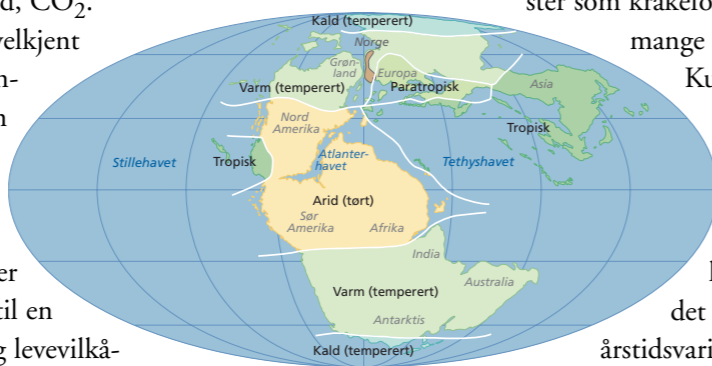 d, CO2.
velkjent
n-
n
er
til en
g levevilkå-
Kald (temperert)
Norge
Grøn-
land
Europa
Varm (temperert)
Paratropisk
Asia
Nord
Amerika
Tropisk
Stillehavet
Tropisk
Atlanter-
havet
Tethyshavet
Arid (tørt)
Sør
Amerika
Afrika
India
Varm (temperert)
Australia
Antarktis
Kald (temperert)
ster som kråkefo
mange
Ku
det
årstidsvari